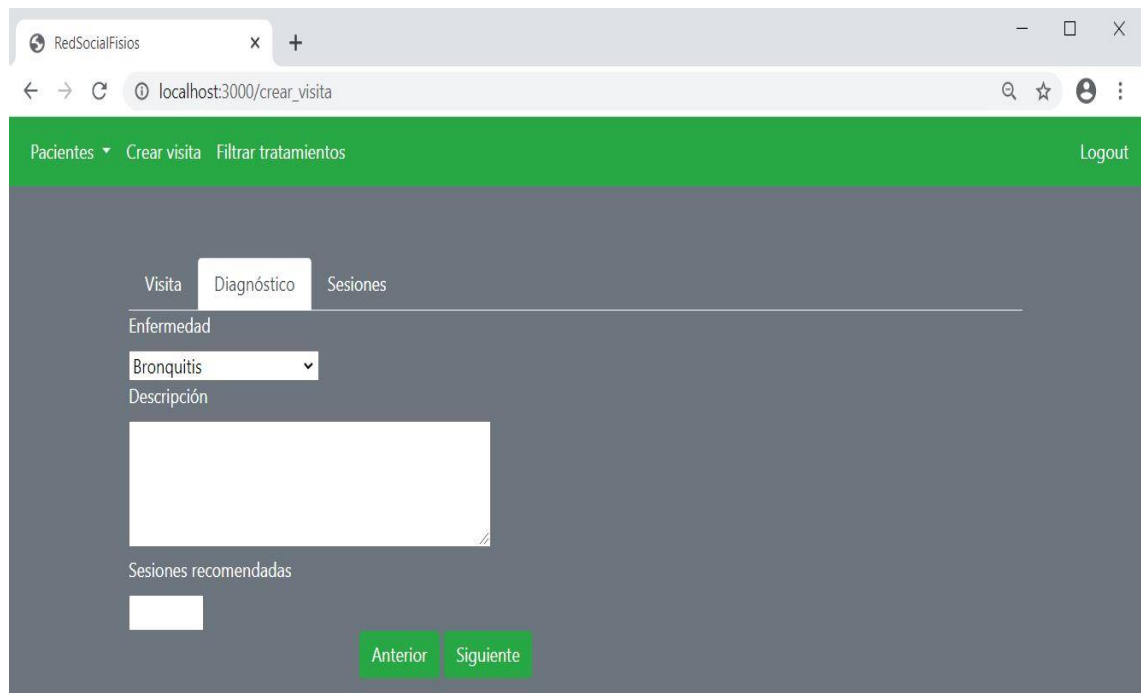 RedSocialFisios
localhost:3000/crear_visita
Pacientes Crear visita Filtrar tratamientos Logout
Visita Diagnóstico Sesiones
Enfermedad
Bronquitis
Descripción
Sesiones recomendadas
Anterior Siguiente